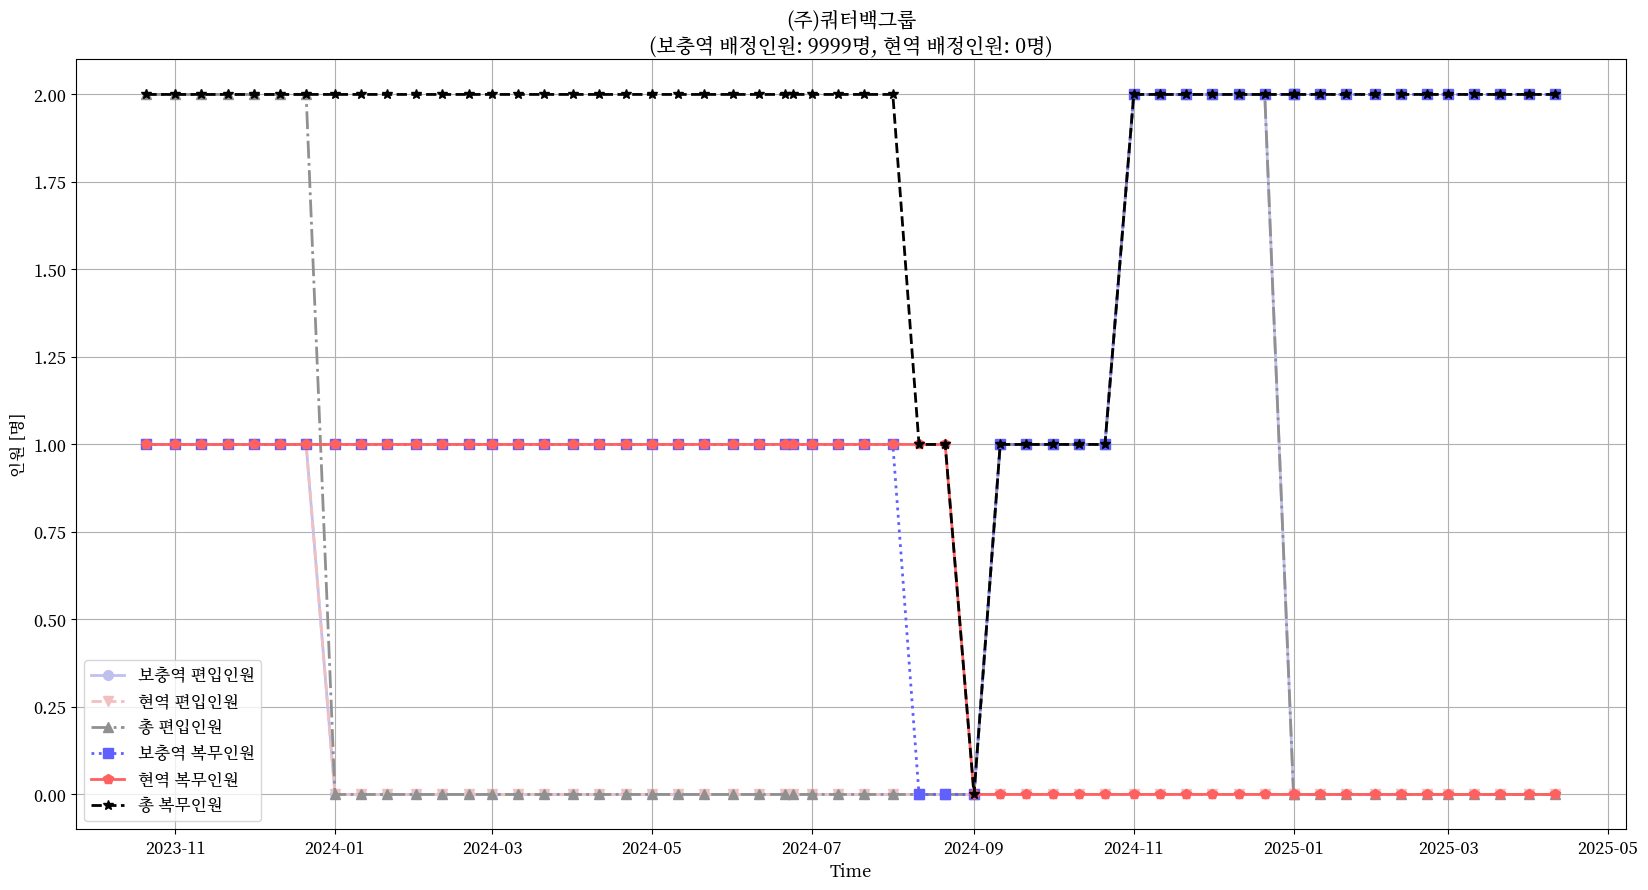 (주)쿼터백그룹
(보충역 배정인원: 9999명, 현역 배정인원: 0명)
인원 [명]
2.00
1.75
1.50
1.25
1.00
0.75
0.50
0.25
0.00
보충역 편입인원
현역 편입인원
총 편입인원
보충역 복무인원
현역 복무인원
총 복무인원
2023-11
2024-01
2024-03
2024-05
2024-07
2024-09
2024-11
2025-01
2025-03
2025-05
Time